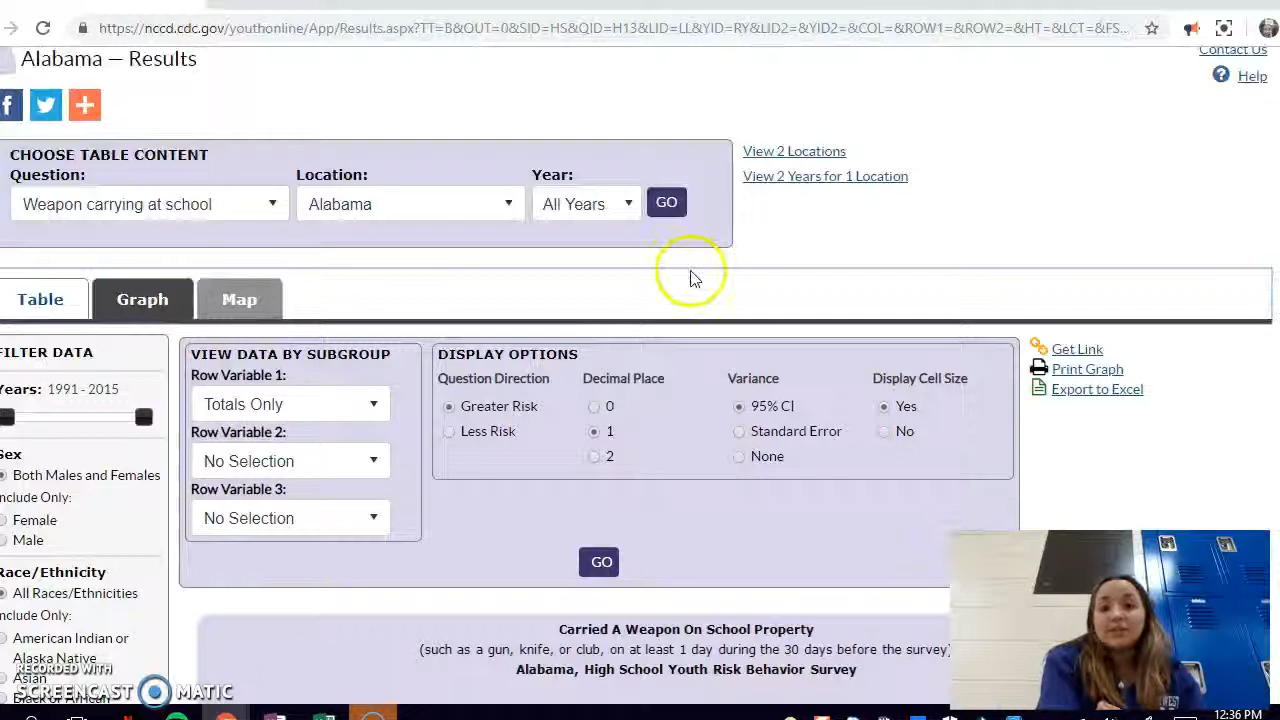 https://nccd.cdc.gov/youthonline/App/Results.aspx?TT=B&OUT=0&SID=HS&QID=H13&LID=LL&YID=RY&LID2=&YID2=&COL=&ROW1=&ROW2=&HT=&LCT=&FS...
Alabama — Results
Contact Us
Help
CHOOSE TABLE CONTENT
Question: Location: Year:
Weapon carrying at school Alabama All Years GO
View 2 Locations
View 2 Years for 1 Location
Table Graph Map
FILTER DATA
Years: 1991 - 2015
Sex
Both Males and Females
Include Only:
Female
Male
Race/Ethnicity
All Races/Ethnicities
Include Only:
American Indian or
Alaska Native
Asian
Black or African
VIEW DATA BY SUBGROUP
Row Variable 1:
Totals Only
Row Variable 2:
No Selection
Row Variable 3:
No Selection
DISPLAY OPTIONS
Question Direction Decimal Place Variance Display Cell Size
Greater Risk 0 95% CI Yes
Less Risk 1 Standard Error No
2 None
GO
Get Link
Print Graph
Export to Excel
Carried A Weapon On School Property
(such as a gun, knife, or club, on at least 1 day during the 30 days before the survey)
Alabama, High School Youth Risk Behavior Survey
RECORDED WITH
SCREENCAST MATIC
12:36 PM